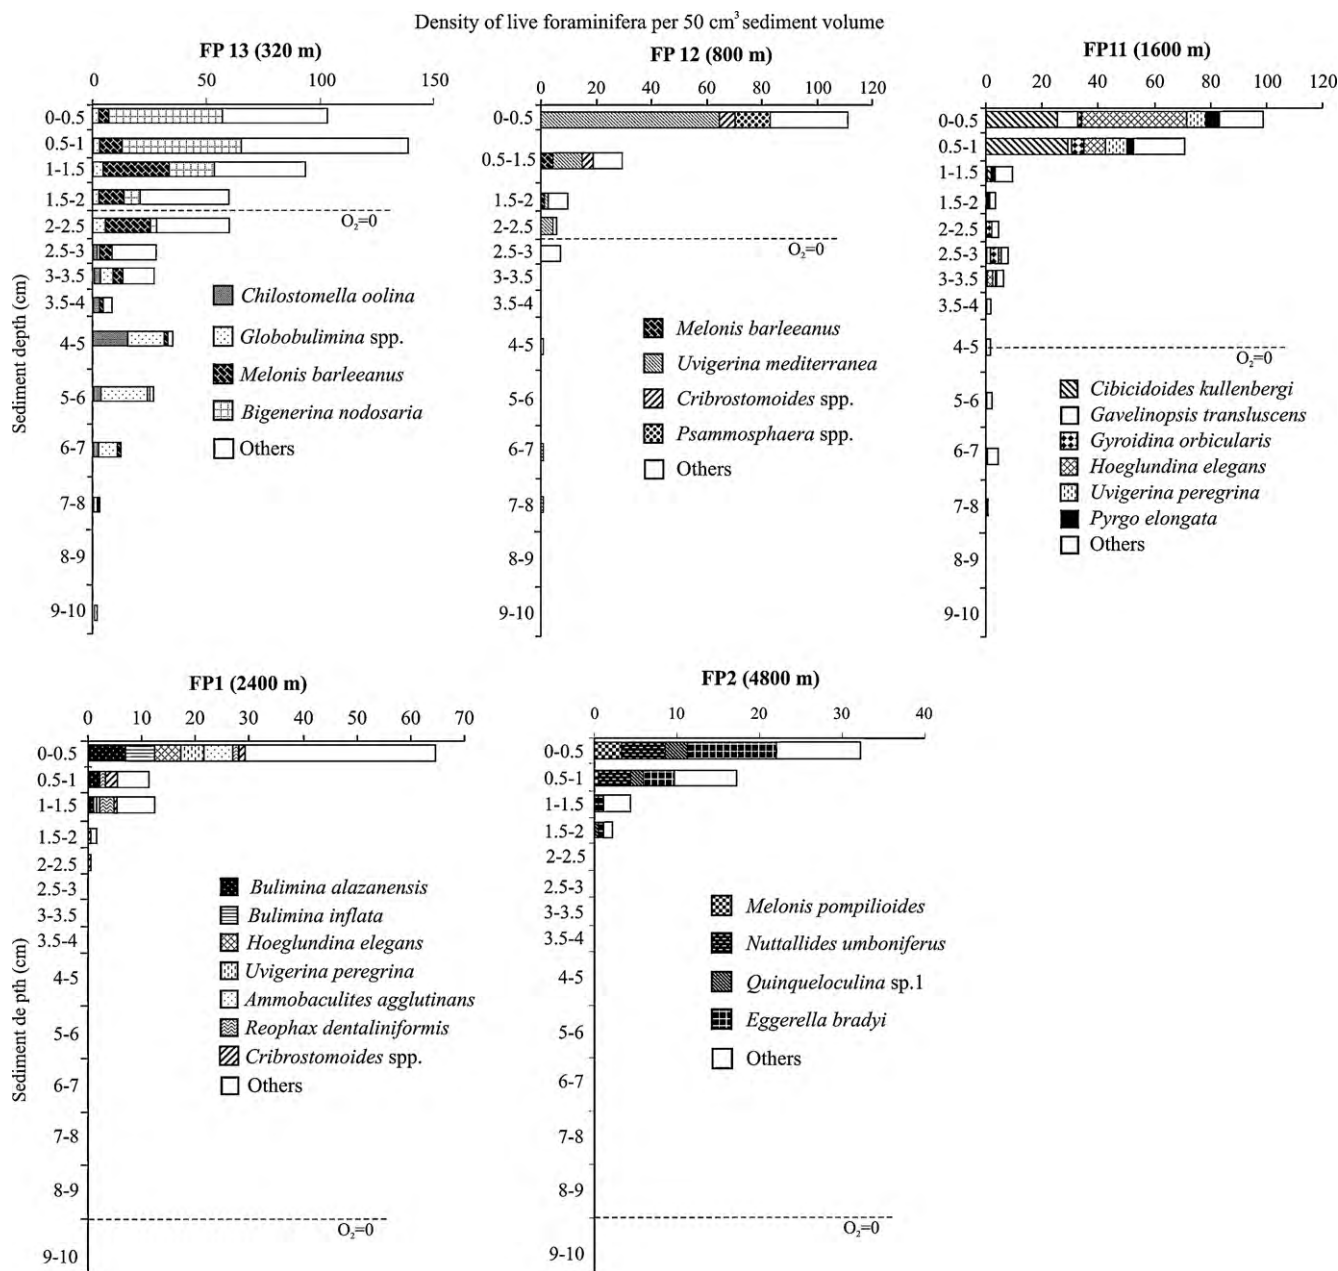 Density of live foraminifera per 50 cm³ sediment volume
FP 13 (320 m)
0 50 100 150
Sediment depth (cm)
0-0.5
0.5-1
1-1.5
1.5-2
O₂=0
2-2.5
2.5-3
3-3.5
3.5-4
4-5
5-6
6-7
7-8
8-9
9-10
Chilostomella oolina
Globobulimina spp.
Melonis barleeanus
Bigenerina nodosaria
Others
FP 12 (800 m)
0 20 40 60 80 100 120
0-0.5
0.5-1.5
1.5-2
2-2.5
O₂=0
2.5-3
3-3.5
3.5-4
4-5
5-6
6-7
7-8
8-9
9-10
Melonis barleeanus
Uvigerina mediterranea
Cribrostomoides spp.
Psammosphaera spp.
Others
FP11 (1600 m)
0 20 40 60 80 100 120
0-0.5
0.5-1
1-1.5
1.5-2
2-2.5
2.5-3
3-3.5
3.5-4
4-5
O₂=0
5-6
6-7
7-8
8-9
9-10
Cibicidoides kullenbergi
Gavelinopsis transluscens
Gyroidina orbicularis
Hoeglundina elegans
Uvigerina peregrina
Pyrgo elongata
Others
FP1 (2400 m)
0 10 20 30 40 50 60 70
Sediment de pth (cm)
0-0.5
0.5-1
1-1.5
1.5-2
2-2.5
2.5-3
3-3.5
3.5-4
4-5
5-6
6-7
7-8
8-9
O₂=0
9-10
Bulimina alazanensis
Bulimina inflata
Hoeglundina elegans
Uvigerina peregrina
Ammobaculites agglutinans
Reophax dentaliniformis
Cribrostomoides spp.
Others
FP2 (4800 m)
0 10 20 30 40
0-0.5
0.5-1
1-1.5
1.5-2
2-2.5
2.5-3
3-3.5
3.5-4
4-5
5-6
6-7
7-8
8-9
O₂=0
9-10
Melonis pompilioides
Nuttallides umboniferus
Quinqueloculina sp.1
Eggerella bradyi
Others